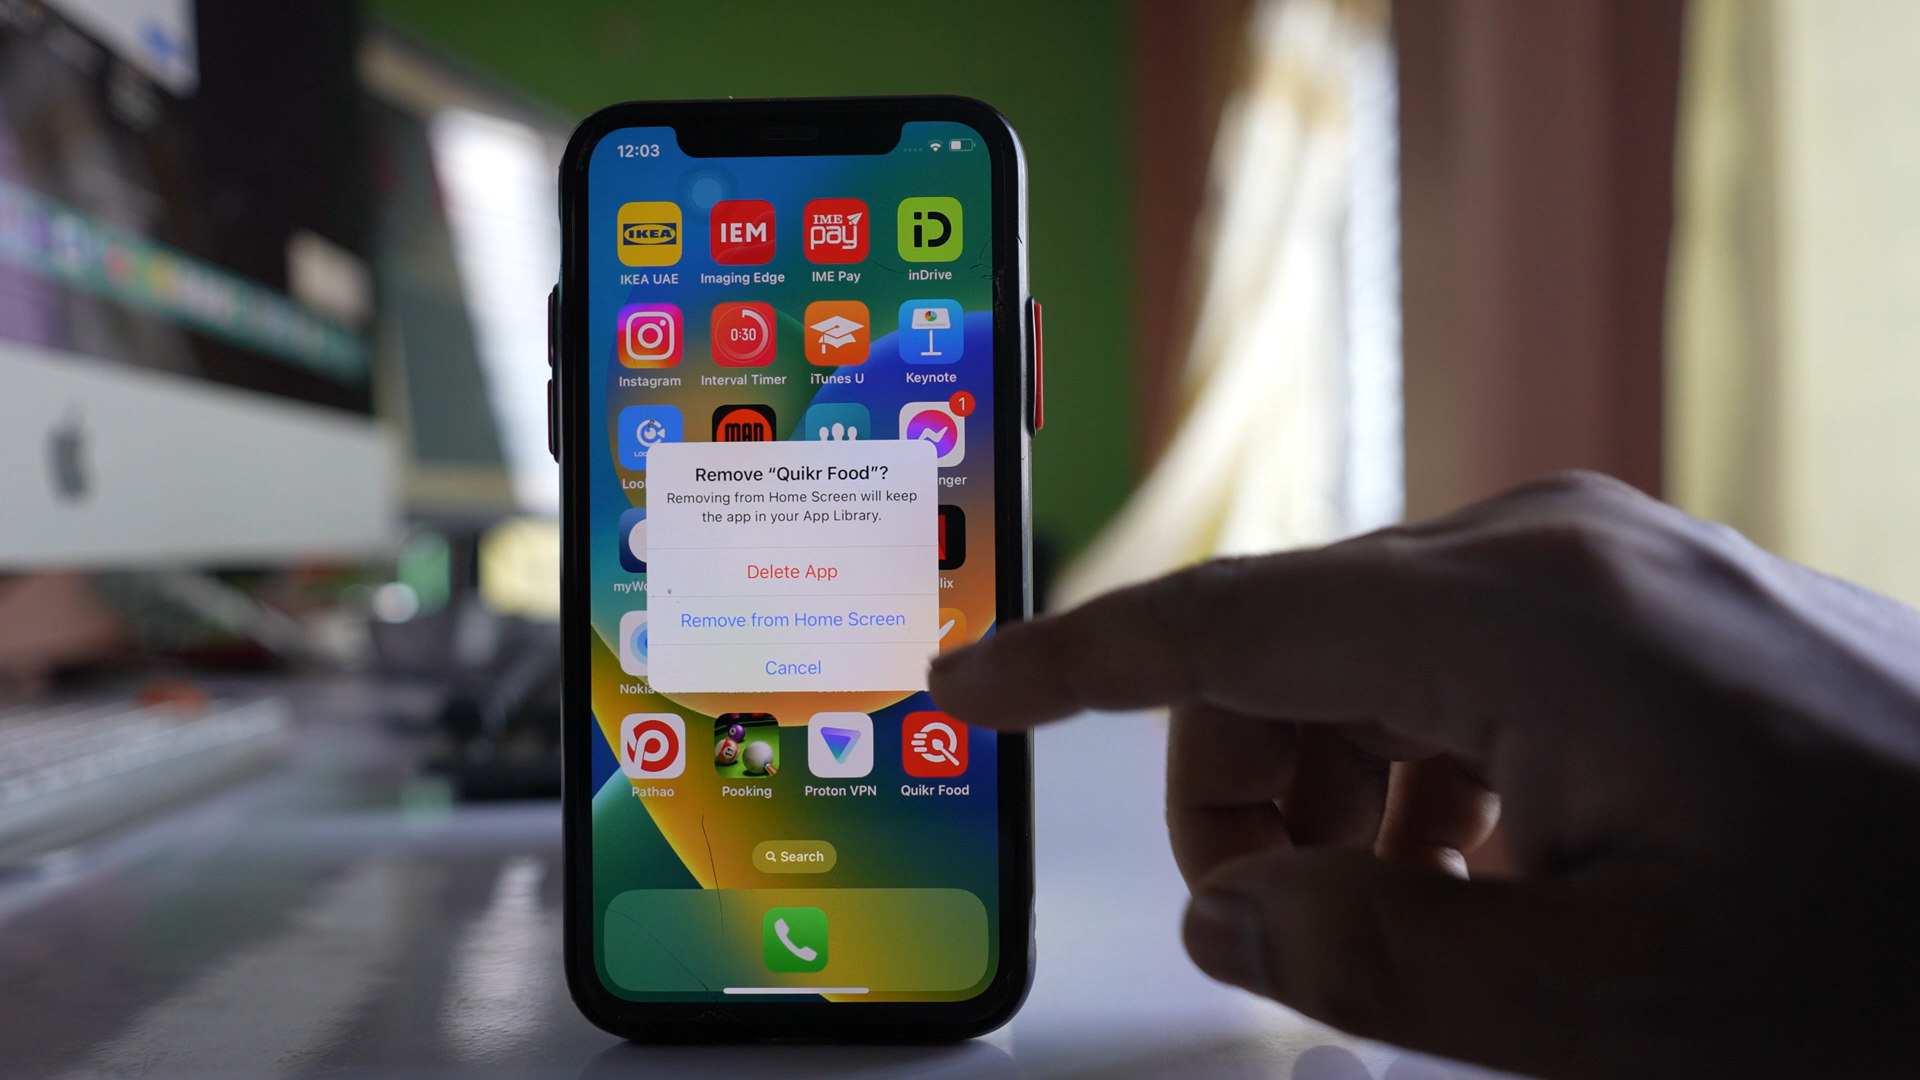 12:03
IKEA
IEM
IME
pay
iD
IKEA UAE
Imaging Edge
IME Pay
inDrive
0:30
Instagram
Interval Timer
iTunes U
Keynote
MAD
1
Remove “Quikr Food”?
Removing from Home Screen will keep
the app in your App Library.
Delete App
Remove from Home Screen
Cancel
Nokia
Pathao
Pooking
Proton VPN
Quikr Food
Search